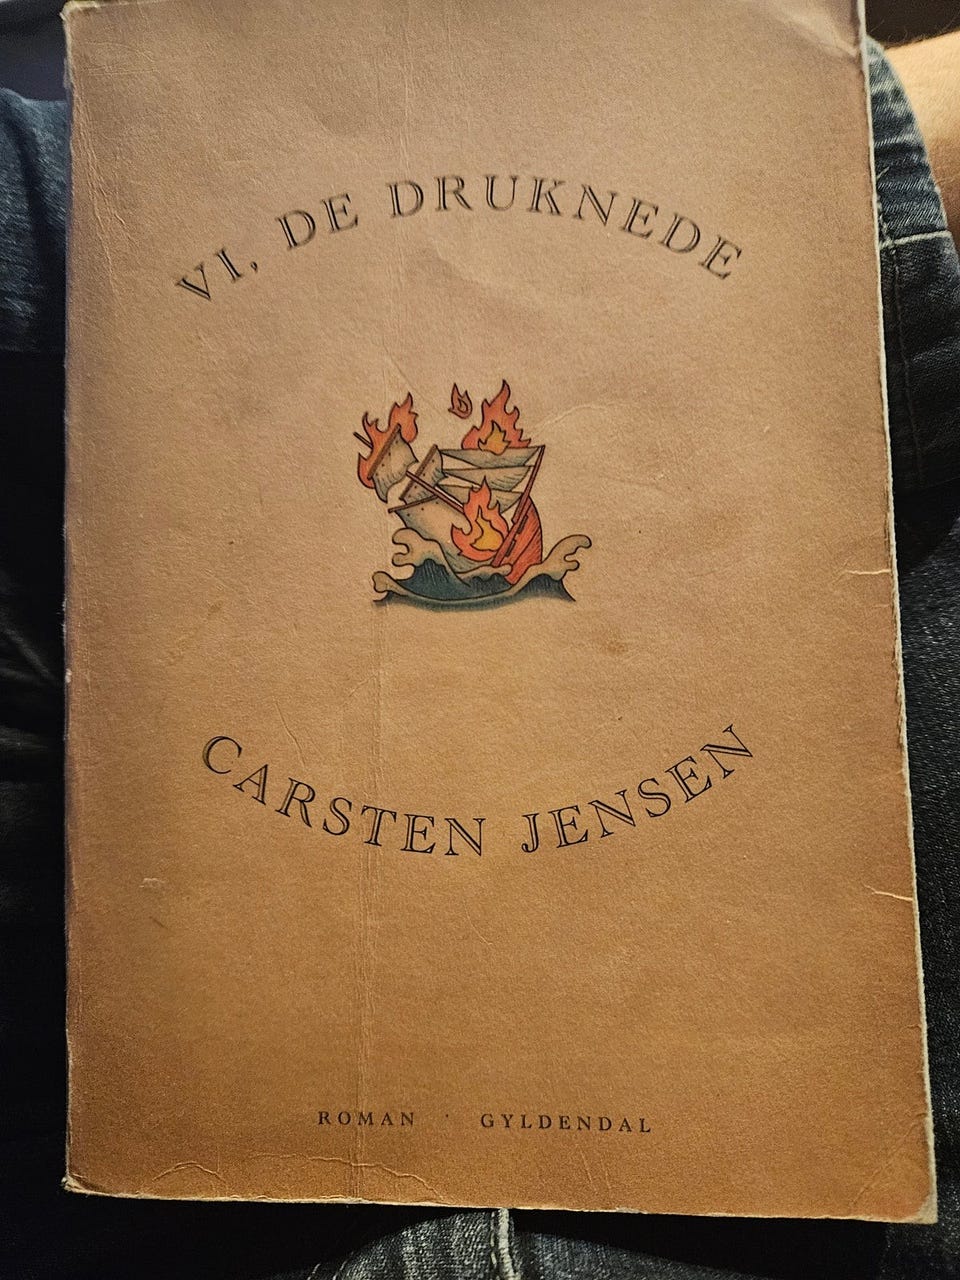 VI, DE DRUKNEDE
CARSTEN JENSEN
ROMAN · GYLDENDAL